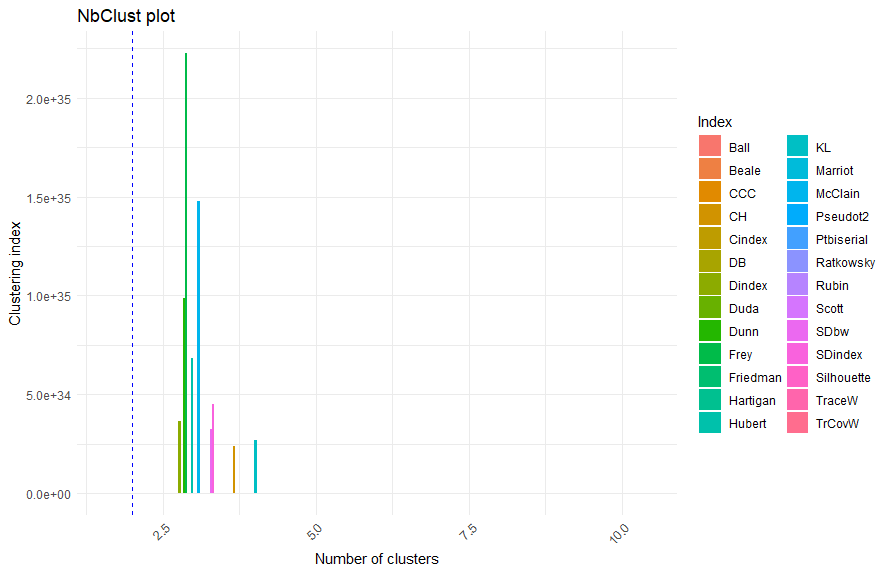 NbClust plot
Clustering index
2.0e+35
1.5e+35
1.0e+35
5.0e+34
0.0e+00
2.5
5.0
7.5
10.0
Number of clusters
Index
Ball
Beale
CCC
CH
Cindex
DB
Dindex
Duda
Dunn
Frey
Friedman
Hartigan
Hubert
KL
Marriot
McClain
Pseudot2
Ptbiserial
Ratkowsky
Rubin
Scott
SDbw
SDindex
Silhouette
TraceW
TrCovW